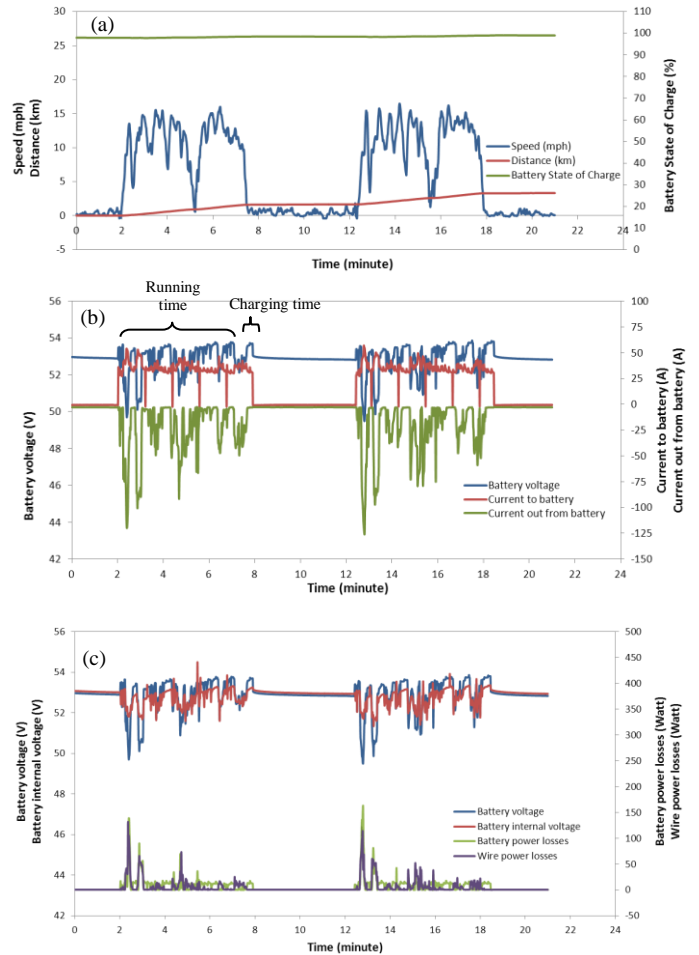 (a)
30
25
20
15
10
5
0
-5
110
100
90
80
70
60
50
40
30
20
10
0
Speed (mph)
Distance (km)
Battery State of Charge (%)
Speed (mph)
Distance (km)
Battery State of Charge
0 2 4 6 8 10 12 14 16 18 20 22 24
Time (minute)
(b)
Running
time
Charging time
56
54
52
50
48
46
44
42
100
75
50
25
0
-25
-50
-75
-100
-125
-150
Battery voltage (V)
Current to battery (A)
Current out from battery (A)
Battery voltage
Current to battery
Current out from battery
0 2 4 6 8 10 12 14 16 18 20 22 24
Time (minute)
(c)
56
54
52
50
48
46
44
42
500
450
400
350
300
250
200
150
100
50
0
-50
Battery voltage (V)
Battery internal voltage (V)
Battery power losses (Watt)
Wire power losses (Watt)
Battery voltage
Battery internal voltage
Battery power losses
Wire power losses
0 2 4 6 8 10 12 14 16 18 20 22 24
Time (minute)